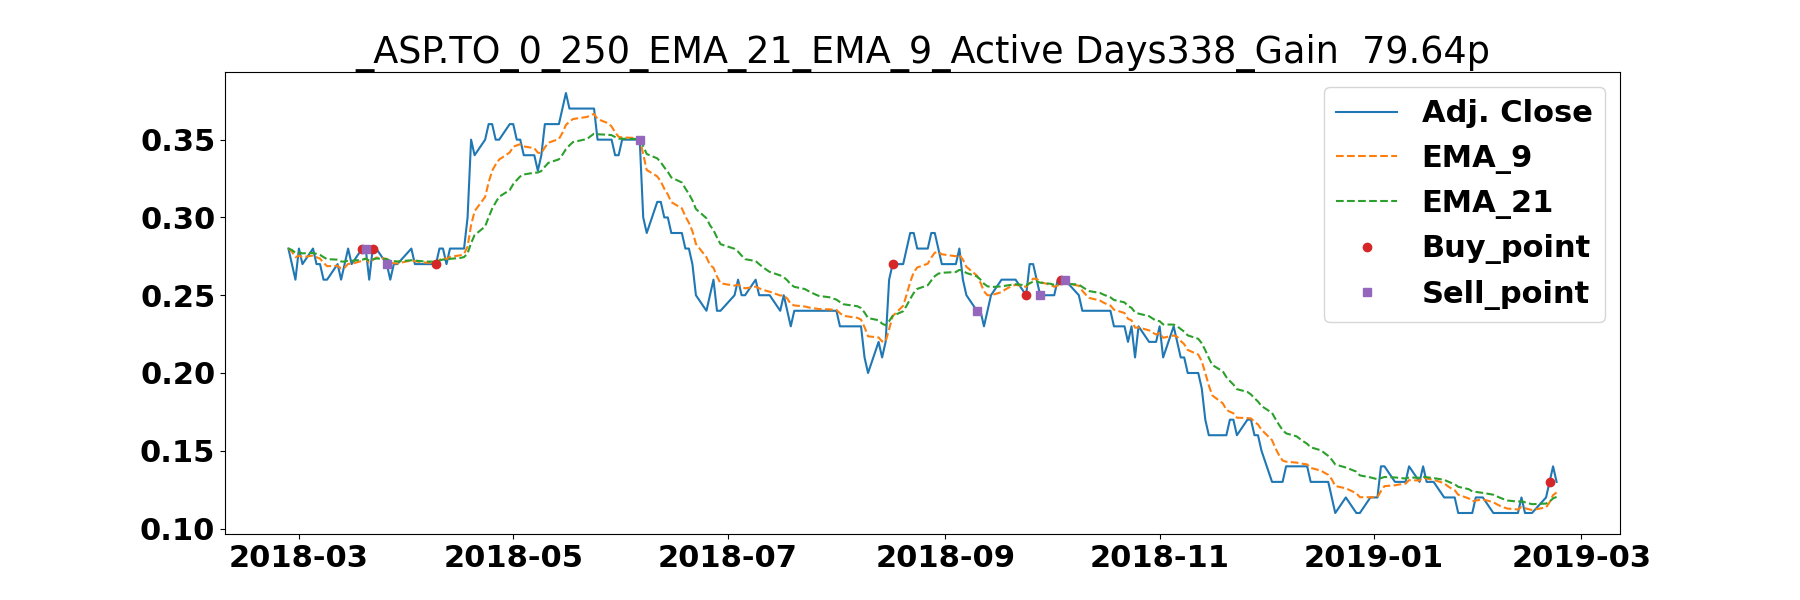 _ASP.TO_0_250_EMA_21_EMA_9_Active Days338_Gain  79.64p
Adj. Close
EMA_9
EMA_21
Buy_point
Sell_point
0.35
0.30
0.25
0.20
0.15
0.10
2018-03 2018-05 2018-07 2018-09 2018-11 2019-01 2019-03